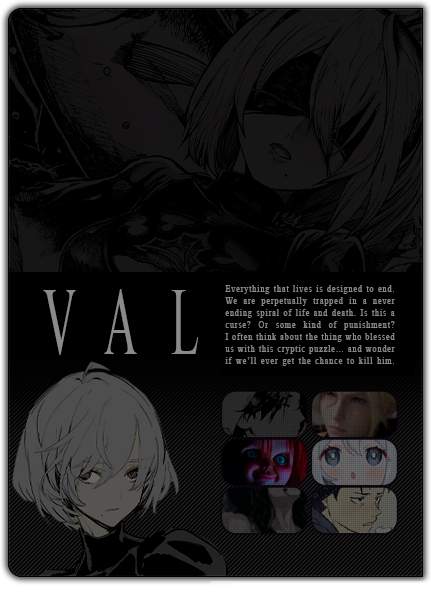 VAL
Everything that lives is designed to end.
We are perpetually trapped in a never
ending spiral of life and death. Is this a
curse? Or some kind of punishment?
I often think about the thing who blessed
us with this cryptic puzzle... and wonder
if we'll ever get the chance to kill him.